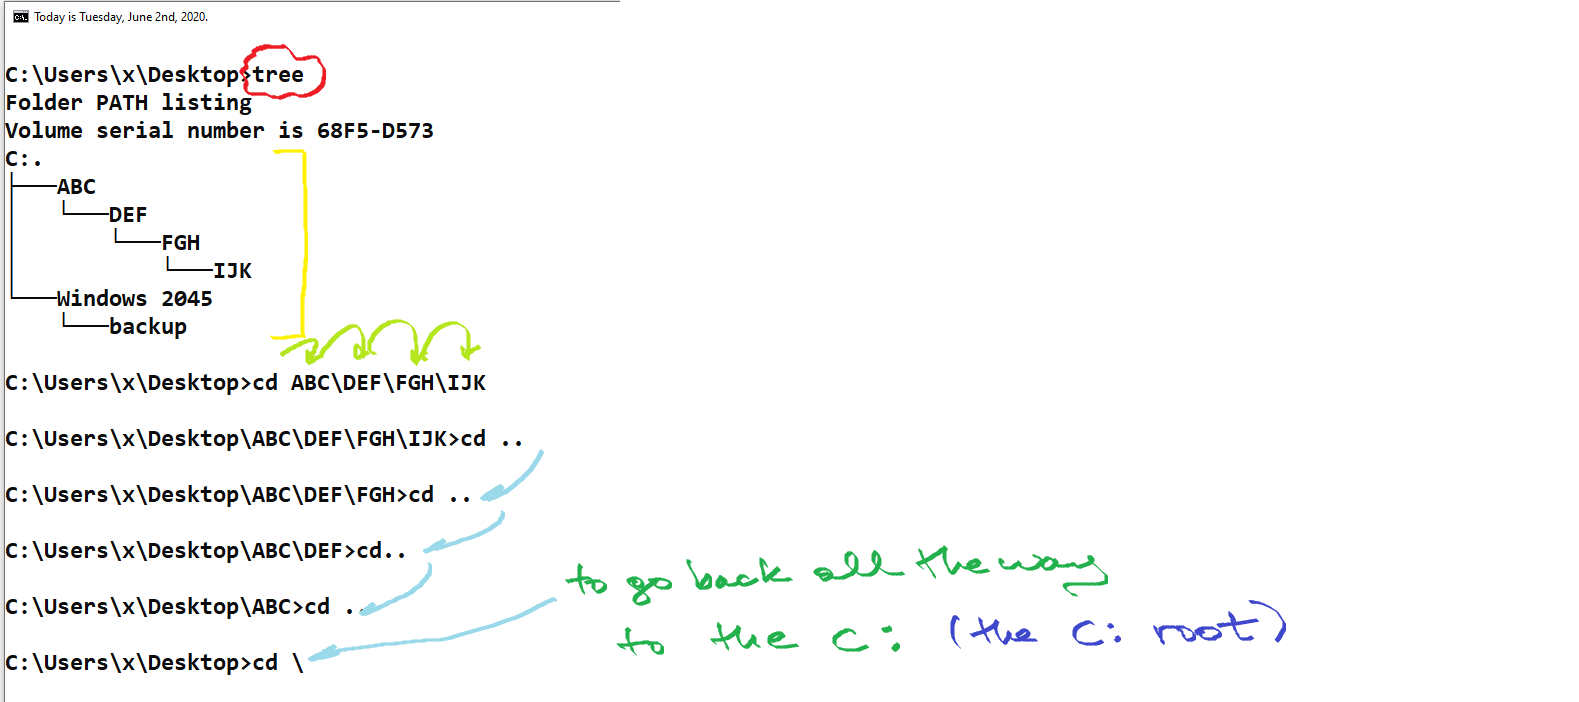 Today is Tuesday, June 2nd, 2020.
C:\Users\x\Desktop>tree
Folder PATH listing
Volume serial number is 68F5-D573
C:.
├───ABC
│   └───DEF
│       └───FGH
│           └───IJK
└───Windows 2045
    └───backup
C:\Users\x\Desktop>cd ABC\DEF\FGH\IJK
C:\Users\x\Desktop\ABC\DEF\FGH\IJK>cd ..
C:\Users\x\Desktop\ABC\DEF\FGH>cd ..
C:\Users\x\Desktop\ABC\DEF>cd..
C:\Users\x\Desktop\ABC>cd ..
C:\Users\x\Desktop>cd \
to go back all the way
to the C: (the C: root)